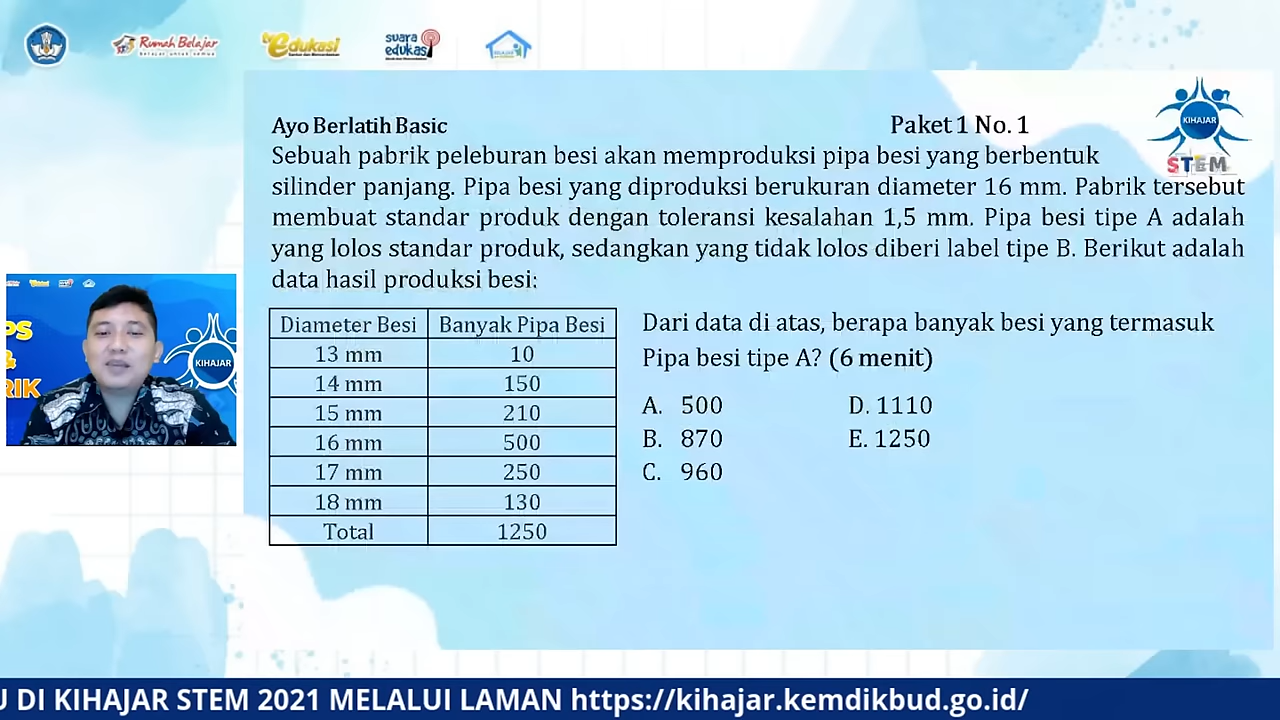 Rumah Belajar
Belajar untuk semua
tv Edukasi
suara
edukasi
KIHAJAR
STEM
Ayo Berlatih Basic
Paket 1 No. 1
Sebuah pabrik peleburan besi akan memproduksi pipa besi yang berbentuk
silinder panjang. Pipa besi yang diproduksi berukuran diameter 16 mm. Pabrik tersebut
membuat standar produk dengan toleransi kesalahan 1,5 mm. Pipa besi tipe A adalah
yang lolos standar produk, sedangkan yang tidak lolos diberi label tipe B. Berikut adalah
data hasil produksi besi:
Diameter Besi Banyak Pipa Besi
13 mm 10
14 mm 150
15 mm 210
16 mm 500
17 mm 250
18 mm 130
Total 1250
Dari data di atas, berapa banyak besi yang termasuk
Pipa besi tipe A? (6 menit)
A. 500
B. 870
C. 960
D. 1110
E. 1250
PS
&
RIK
KIHAJAR
U DI KIHAJAR STEM 2021 MELALUI LAMAN https://kihajar.kemdikbud.go.id/